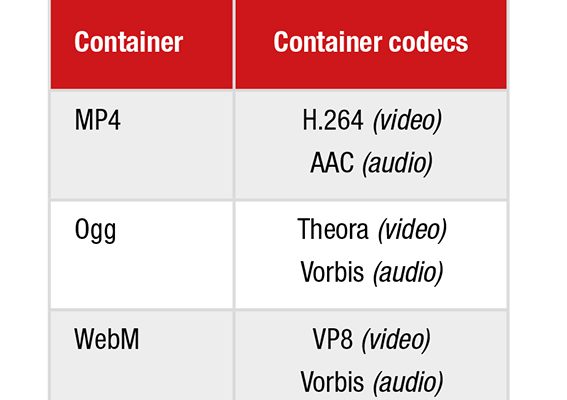 Container Container codecs
MP4 H.264 (video)
AAC (audio)
Ogg Theora (video)
Vorbis (audio)
WebM VP8 (video)
Vorbis (audio)